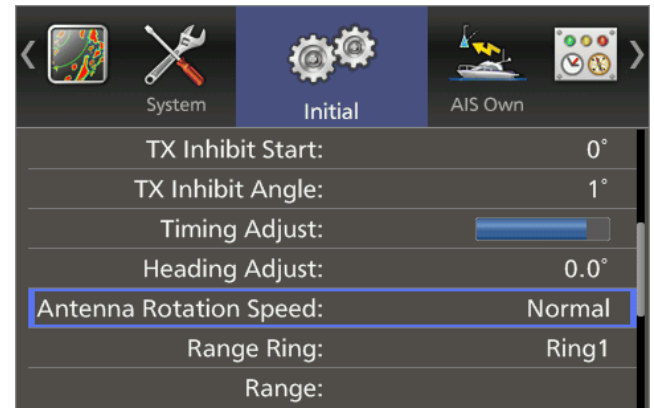 System
Initial
AIS Own
TX Inhibit Start: 0°
TX Inhibit Angle: 1°
Timing Adjust:
Heading Adjust: 0.0°
Antenna Rotation Speed: Normal
Range Ring: Ring1
Range: